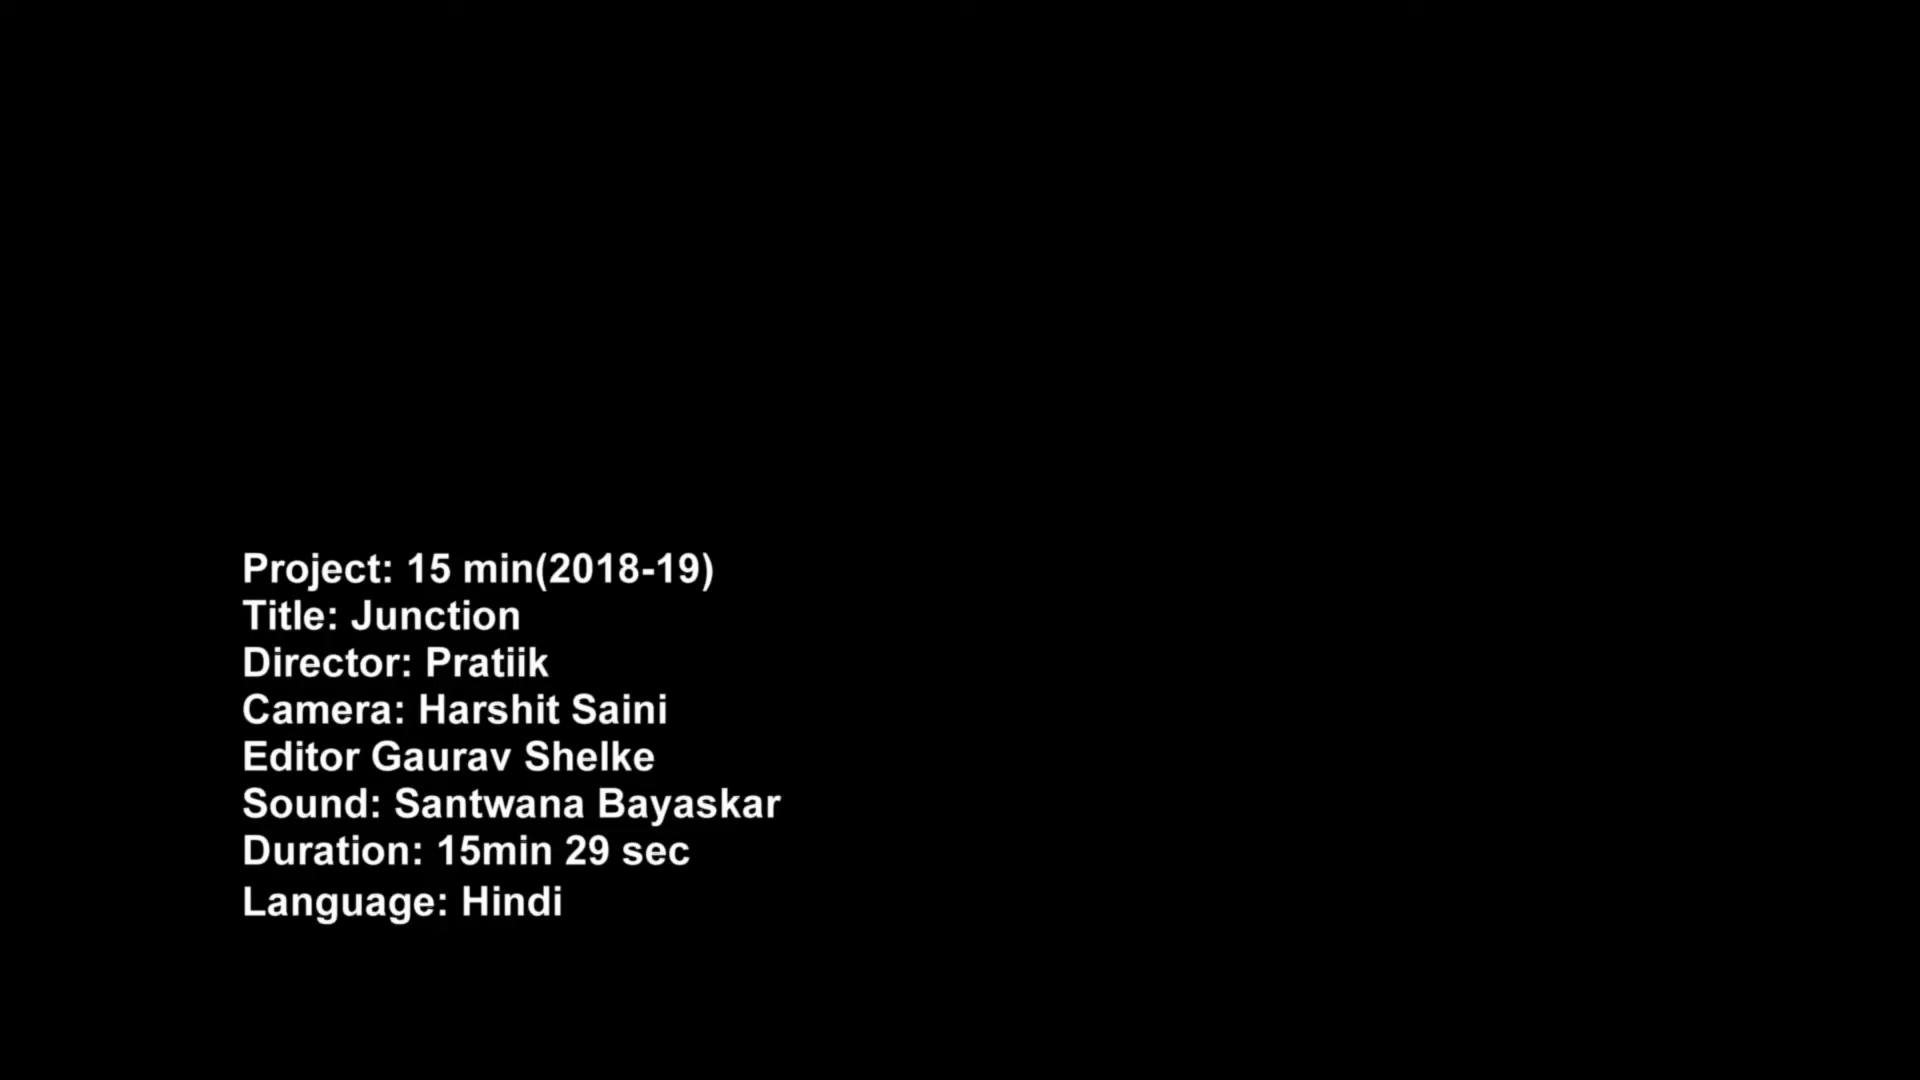 Project: 15 min(2018-19)
Title: Junction
Director: Pratiik
Camera: Harshit Saini
Editor Gaurav Shelke
Sound: Santwana Bayaskar
Duration: 15min 29 sec
Language: Hindi